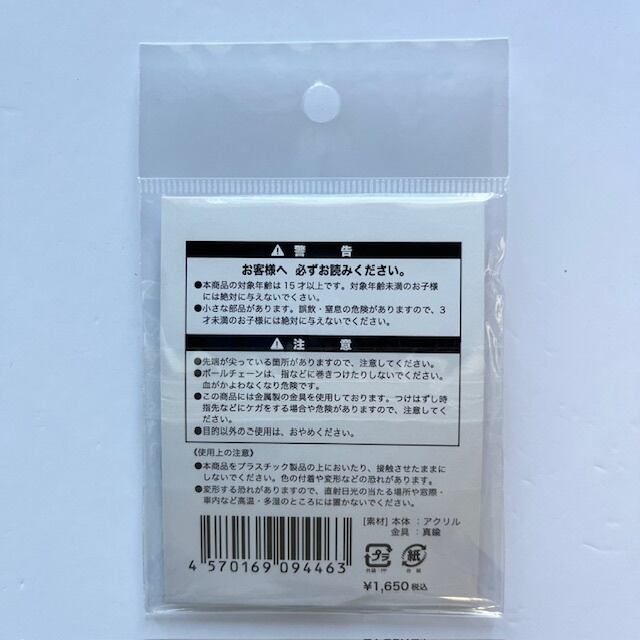 ⚠ 警 告
お客様へ 必ずお読みください。
●本商品の対象年齢は15才以上です。対象年齢未満のお子様
には絶対に与えないでくさい。
●小さな部品があります。誤飲・窒息の危険がありますので、3
才未満のお子様には絶対に与えないでください。
⚠ 注 意
●先端が尖っている箇所がありますので、注意してください。
●ボールチェーンは、指などに巻きつけたりしないでください。
血がかよわなくなり危険です。
●この商品には金属製の金具を使用しております。つけはずし時
指先などにケガをする場合や危険がありますので、注意してく
ださい。
●目的以外のご使用は、おやめください。
〈使用上の注意〉
●本商品をプラスチック製品の上においたり、接触させたままに
しないでください。色の付着や変形などの恐れがあります。
●変形する恐れがありますので、直射日光の当たる場所や窓際・
車内など高温・多湿のところには置かないでください。
[素材] 本体：アクリル
金具：真鍮
プラ 紙
外袋：PP 台紙
4 570169 094463
¥1,650税込